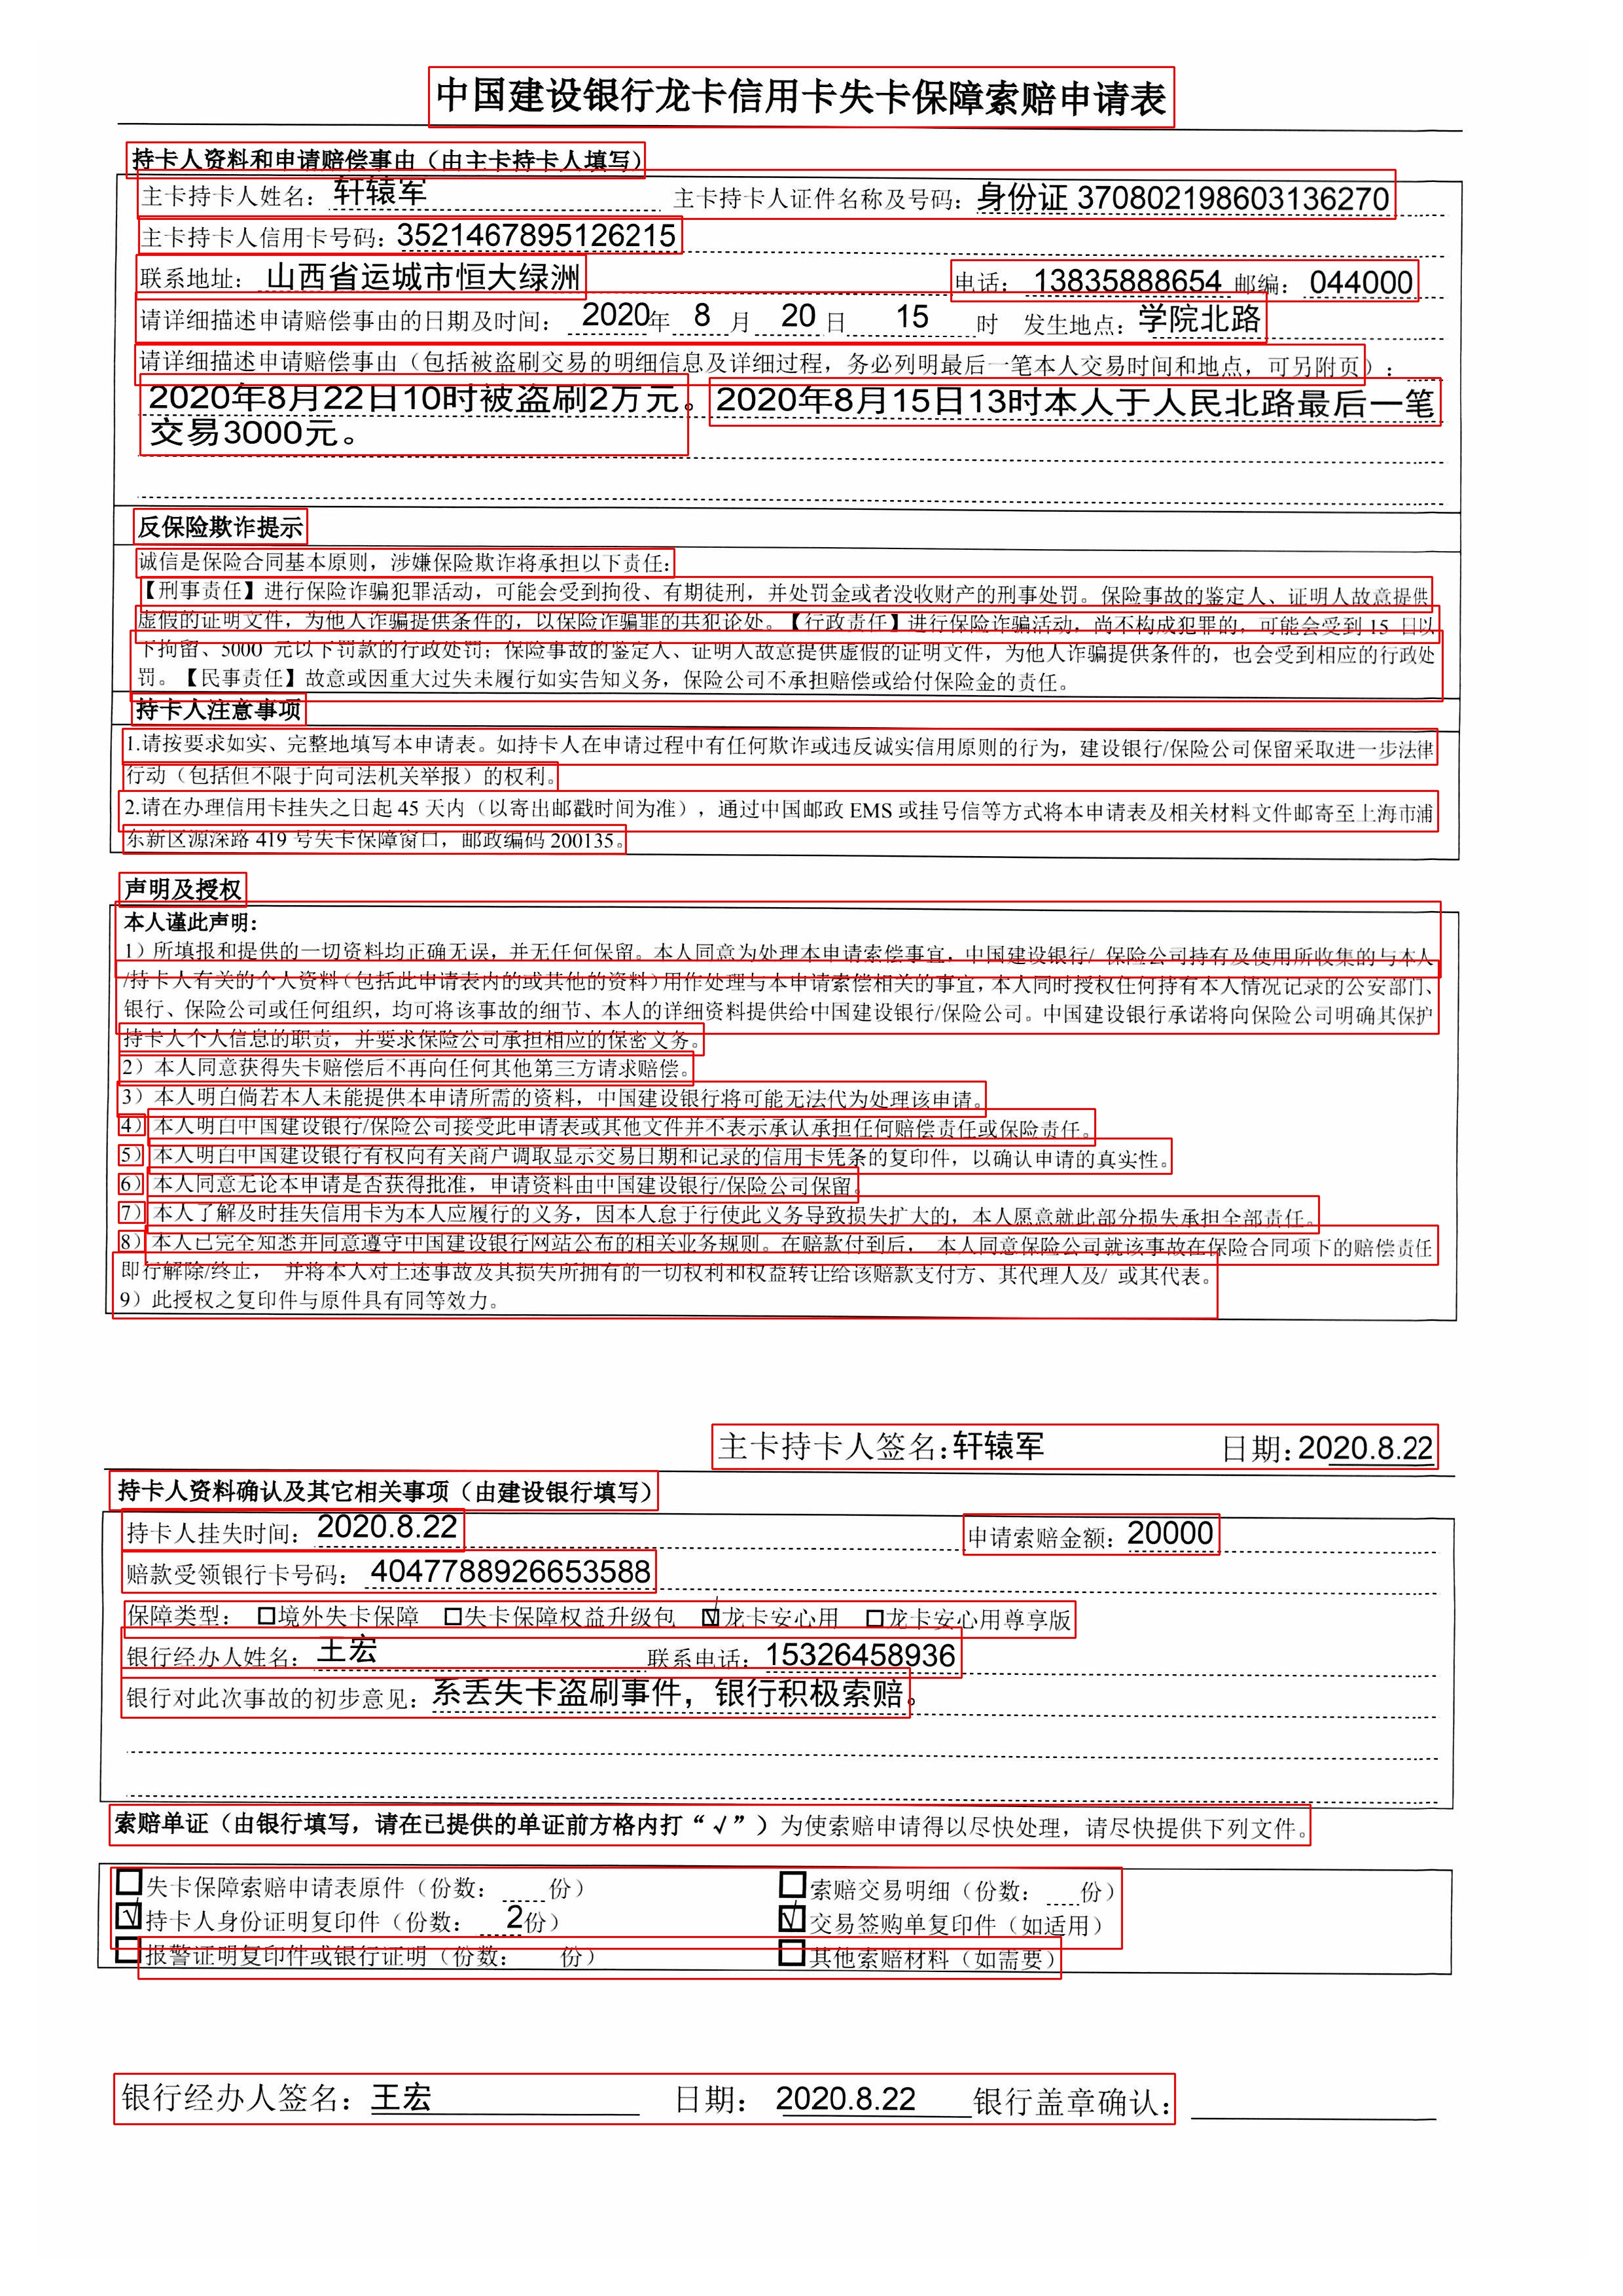 中国建设银行龙卡信用卡失卡保障索赔申请表
持卡人资料和申请赔偿事由（由主卡持卡人填写）
主卡持卡人姓名：轩辕军 主卡持卡人证件名称及号码：身份证 370802198603136270
主卡持卡人信用卡号码：3521467895126215
联系地址：山西省运城市恒大绿洲 电话：13835888654 邮编：044000
请详细描述申请赔偿事由的日期及时间：2020年 8 月 20 日 15 时 发生地点：学院北路
请详细描述申请赔偿事由（包括被盗刷交易的明细信息及详细过程，务必列明最后一笔本人交易时间和地点，可另附页）：
2020年8月22日10时被盗刷2万元。2020年8月15日13时本人于人民北路最后一笔
交易3000元。
反保险欺诈提示
诚信是保险合同基本原则，涉嫌保险欺诈将承担以下责任：
【刑事责任】进行保险诈骗犯罪活动，可能会受到拘役、有期徒刑，并处罚金或者没收财产的刑事处罚。保险事故的鉴定人、证明人故意提供
虚假的证明文件，为他人诈骗提供条件的，以保险诈骗罪的共犯论处。【行政责任】进行保险诈骗活动，尚不构成犯罪的，可能会受到 15 日以
下拘留、5000 元以下罚款的行政处罚；保险事故的鉴定人、证明人故意提供虚假的证明文件，为他人诈骗提供条件的，也会受到相应的行政处
罚。【民事责任】故意或因重大过失未履行如实告知义务，保险公司不承担赔偿或给付保险金的责任。
持卡人注意事项
1.请按要求如实、完整地填写本申请表。如持卡人在申请过程中有任何欺诈或违反诚实信用原则的行为，建设银行/保险公司保留采取进一步法律
行动（包括但不限于向司法机关举报）的权利。
2.请在办理信用卡挂失之日起 45 天内（以寄出邮戳时间为准），通过中国邮政 EMS 或挂号信等方式将本申请表及相关材料文件邮寄至上海市浦
东新区源深路 419 号失卡保障窗口，邮政编码 200135。
声明及授权
本人谨此声明：
1）所填报和提供的一切资料均正确无误，并无任何保留。本人同意为处理本申请索偿事宜，中国建设银行/ 保险公司持有及使用所收集的与本人
/持卡人有关的个人资料（包括此申请表内的或其他的资料）用作处理与本申请索偿相关的事宜，本人同时授权任何持有本人情况记录的公安部门、
银行、保险公司或任何组织，均可将该事故的细节、本人的详细资料提供给中国建设银行/保险公司。中国建设银行承诺将向保险公司明确其保护
持卡人个人信息的职责，并要求保险公司承担相应的保密义务。
2）本人同意获得失卡赔偿后不再向任何其他第三方请求赔偿。
3）本人明白倘若本人未能提供本申请所需的资料，中国建设银行将可能无法代为处理该申请。
4）本人明白中国建设银行/保险公司接受此申请表或其他文件并不表示承认承担任何赔偿责任或保险责任。
5）本人明白中国建设银行有权向有关商户调取显示交易日期和记录的信用卡凭条的复印件，以确认申请的真实性。
6）本人同意无论本申请是否获得批准，申请资料由中国建设银行/保险公司保留。
7）本人了解及时挂失信用卡为本人应履行的义务，因本人怠于行使此义务导致损失扩大的，本人愿意就此部分损失承担全部责任。
8）本人已完全知悉并同意遵守中国建设银行网站公布的相关业务规则。在赔款付到后， 本人同意保险公司就该事故在保险合同项下的赔偿责任
即行解除/终止， 并将本人对上述事故及其损失所拥有的一切权利和权益转让给该赔款支付方、其代理人及/ 或其代表。
9）此授权之复印件与原件具有同等效力。
主卡持卡人签名：轩辕军 日期：2020.8.22
持卡人资料确认及其它相关事项（由建设银行填写）
持卡人挂失时间：2020.8.22 申请索赔金额：20000
赔款受领银行卡号码：4047788926653588
保障类型： □境外失卡保障 □失卡保障权益升级包 ☑龙卡安心用 □龙卡安心用尊享版
银行经办人姓名：王宏 联系电话：15326458936
银行对此次事故的初步意见：系丢失卡盗刷事件，银行积极索赔。
索赔单证（由银行填写，请在已提供的单证前方格内打“√”）为使索赔申请得以尽快处理，请尽快提供下列文件。
□失卡保障索赔申请表原件（份数： 份） □索赔交易明细（份数： 份）
☑持卡人身份证明复印件（份数： 2份） ☑交易签购单复印件（如适用）
□报警证明复印件或银行证明（份数： 份） □其他索赔材料（如需要）
银行经办人签名：王宏 日期：2020.8.22 银行盖章确认：